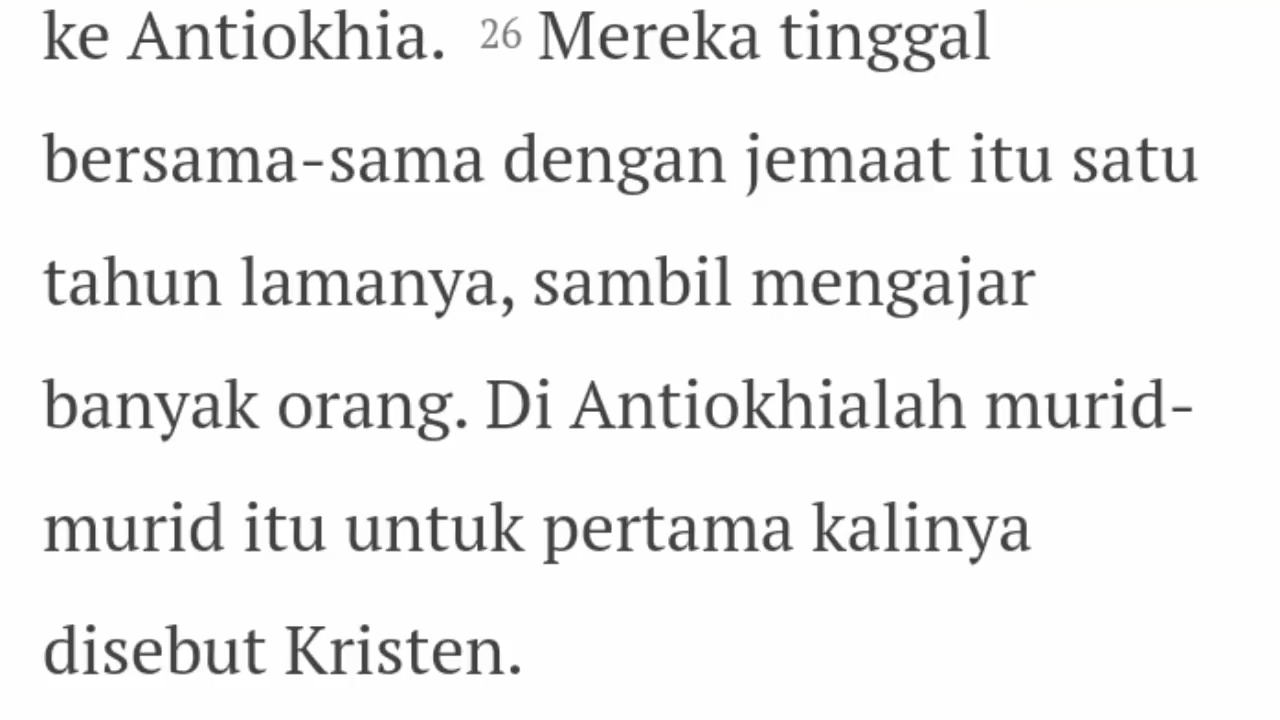 ke Antiokhia. 26 Mereka tinggal
bersama-sama dengan jemaat itu satu
tahun lamanya, sambil mengajar
banyak orang. Di Antiokhialah murid-
murid itu untuk pertama kalinya
disebut Kristen.